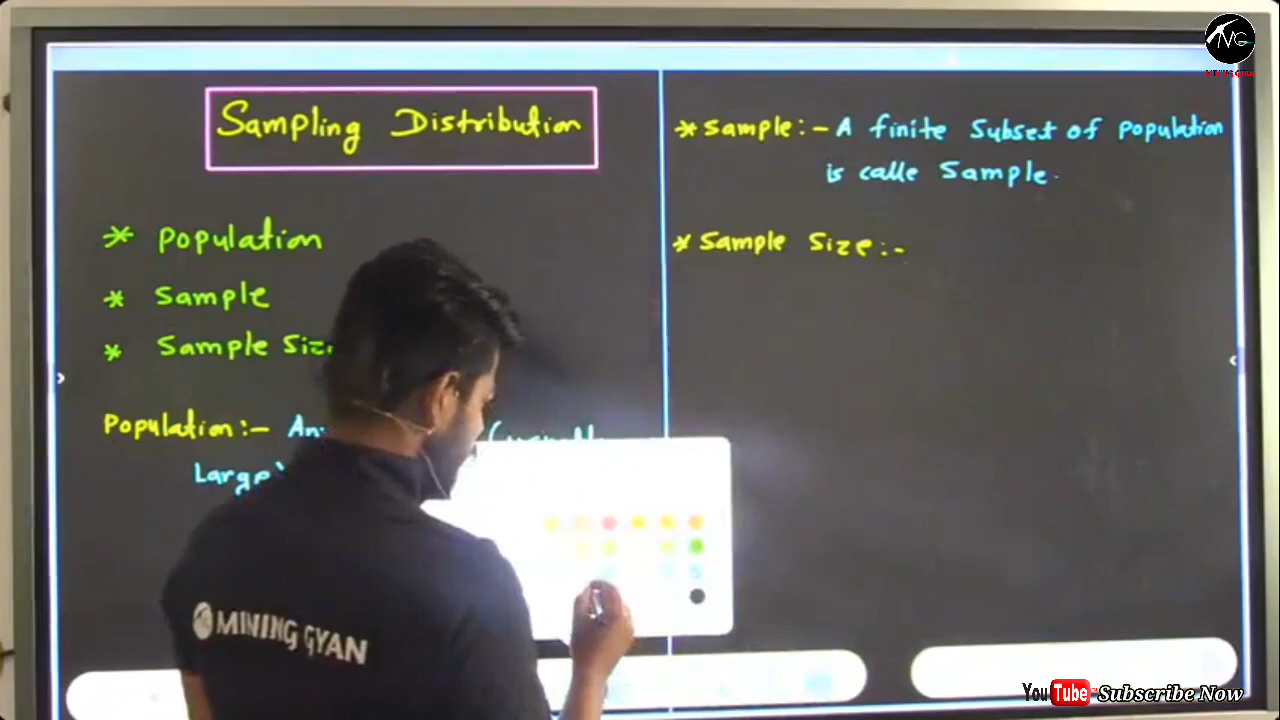 Sampling Distribution
* Population
* Sample
* Sample Siz
Population :-
Large
* Sample :- A finite Subset of Population
is calle Sample.
* Sample Size :-
MINING GYAN
YouTube Subscribe Now